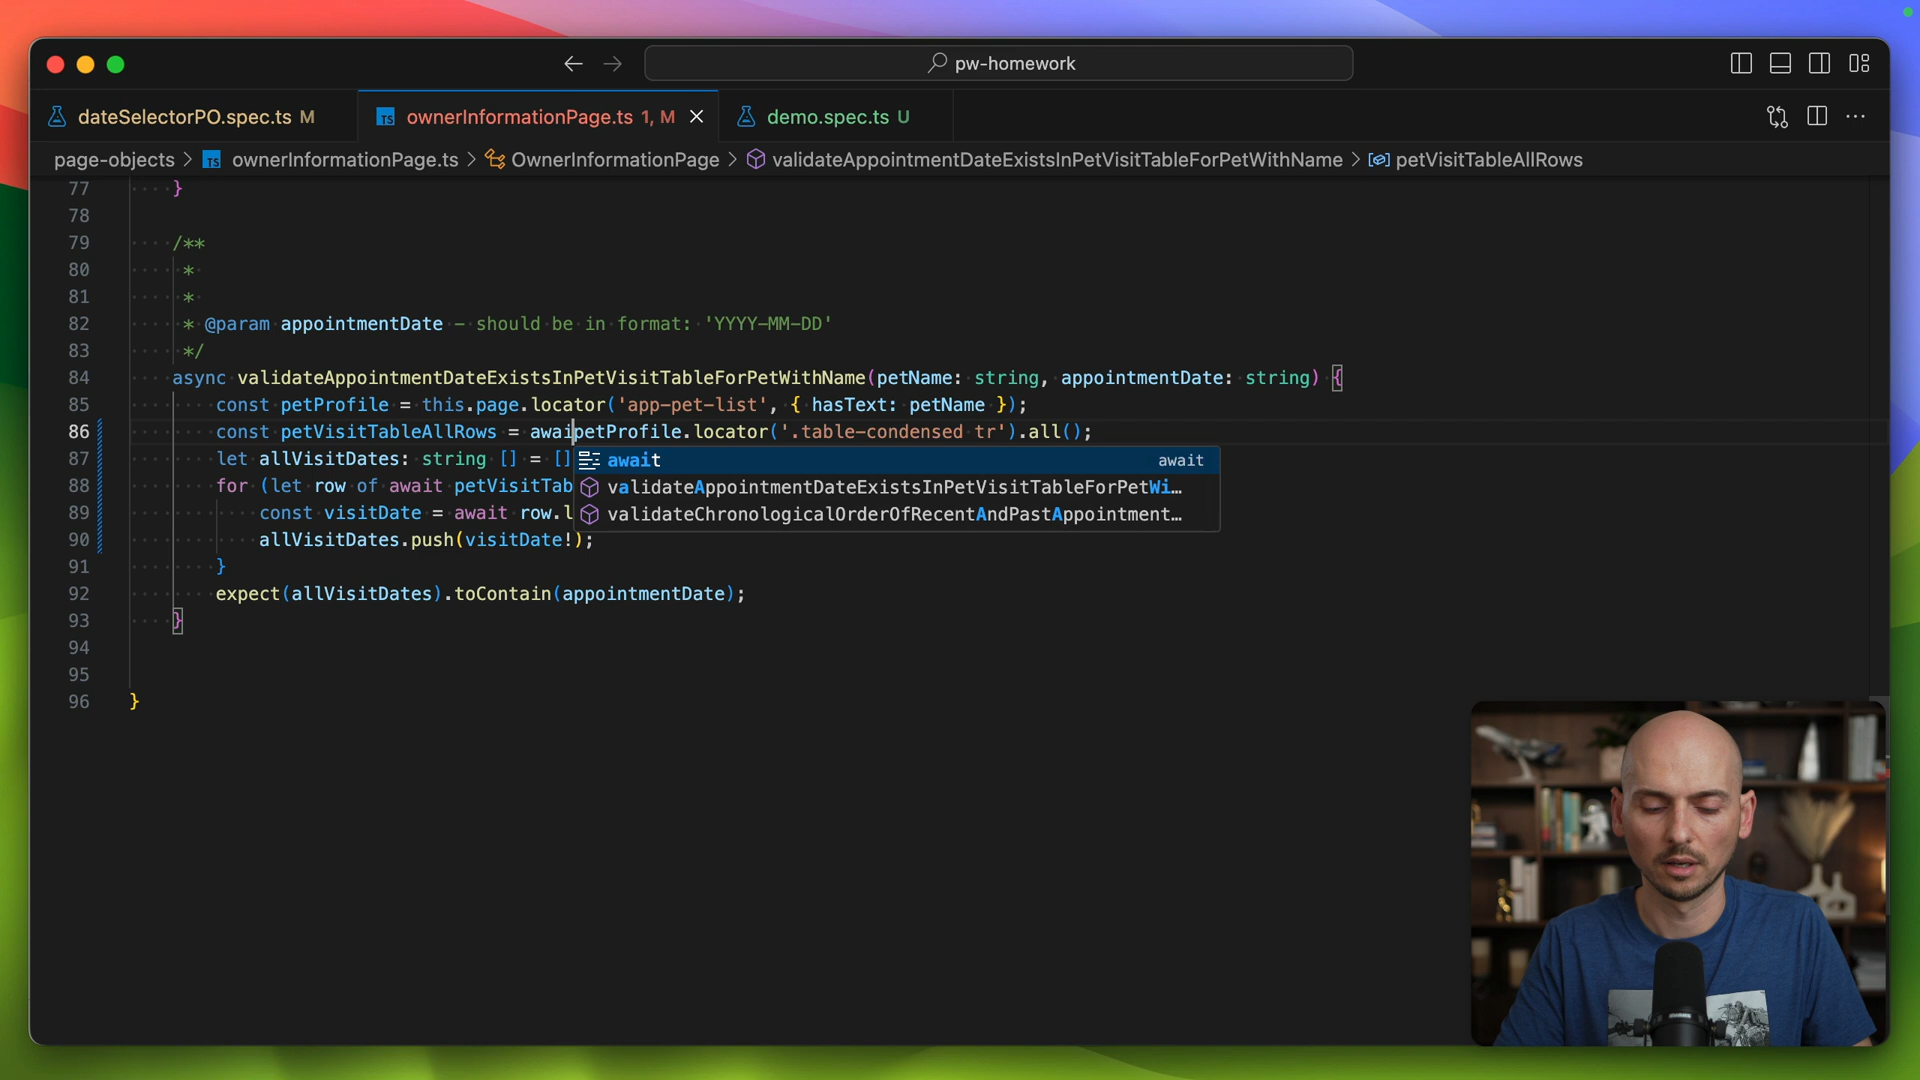 pw-homework
dateSelectorPO.spec.ts M
ownerInformationPage.ts 1, M
demo.spec.ts U
page-objects > TS ownerInformationPage.ts > OwnerInformationPage > validateAppointmentDateExistsInPetVisitTableForPetWithName > petVisitTableAllRows
77 }
78
79 /**
80 *
81 *
82 * @param appointmentDate – should be in format: 'YYYY-MM-DD'
83 */
84 async validateAppointmentDateExistsInPetVisitTableForPetWithName(petName: string, appointmentDate: string) {
85 const petProfile = this.page.locator('app-pet-list', { hasText: petName });
86 const petVisitTableAllRows = awaipetProfile.locator('.table-condensed tr').all();
87 let allVisitDates: string [] = []
await await
88 for (let row of await petVisitTab
validateAppointmentDateExistsInPetVisitTableForPetWi…
89 const visitDate = await row.l
validateChronologicalOrderOfRecentAndPastAppointment…
90 allVisitDates.push(visitDate!);
91 }
92 expect(allVisitDates).toContain(appointmentDate);
93 }
94
95
96 }